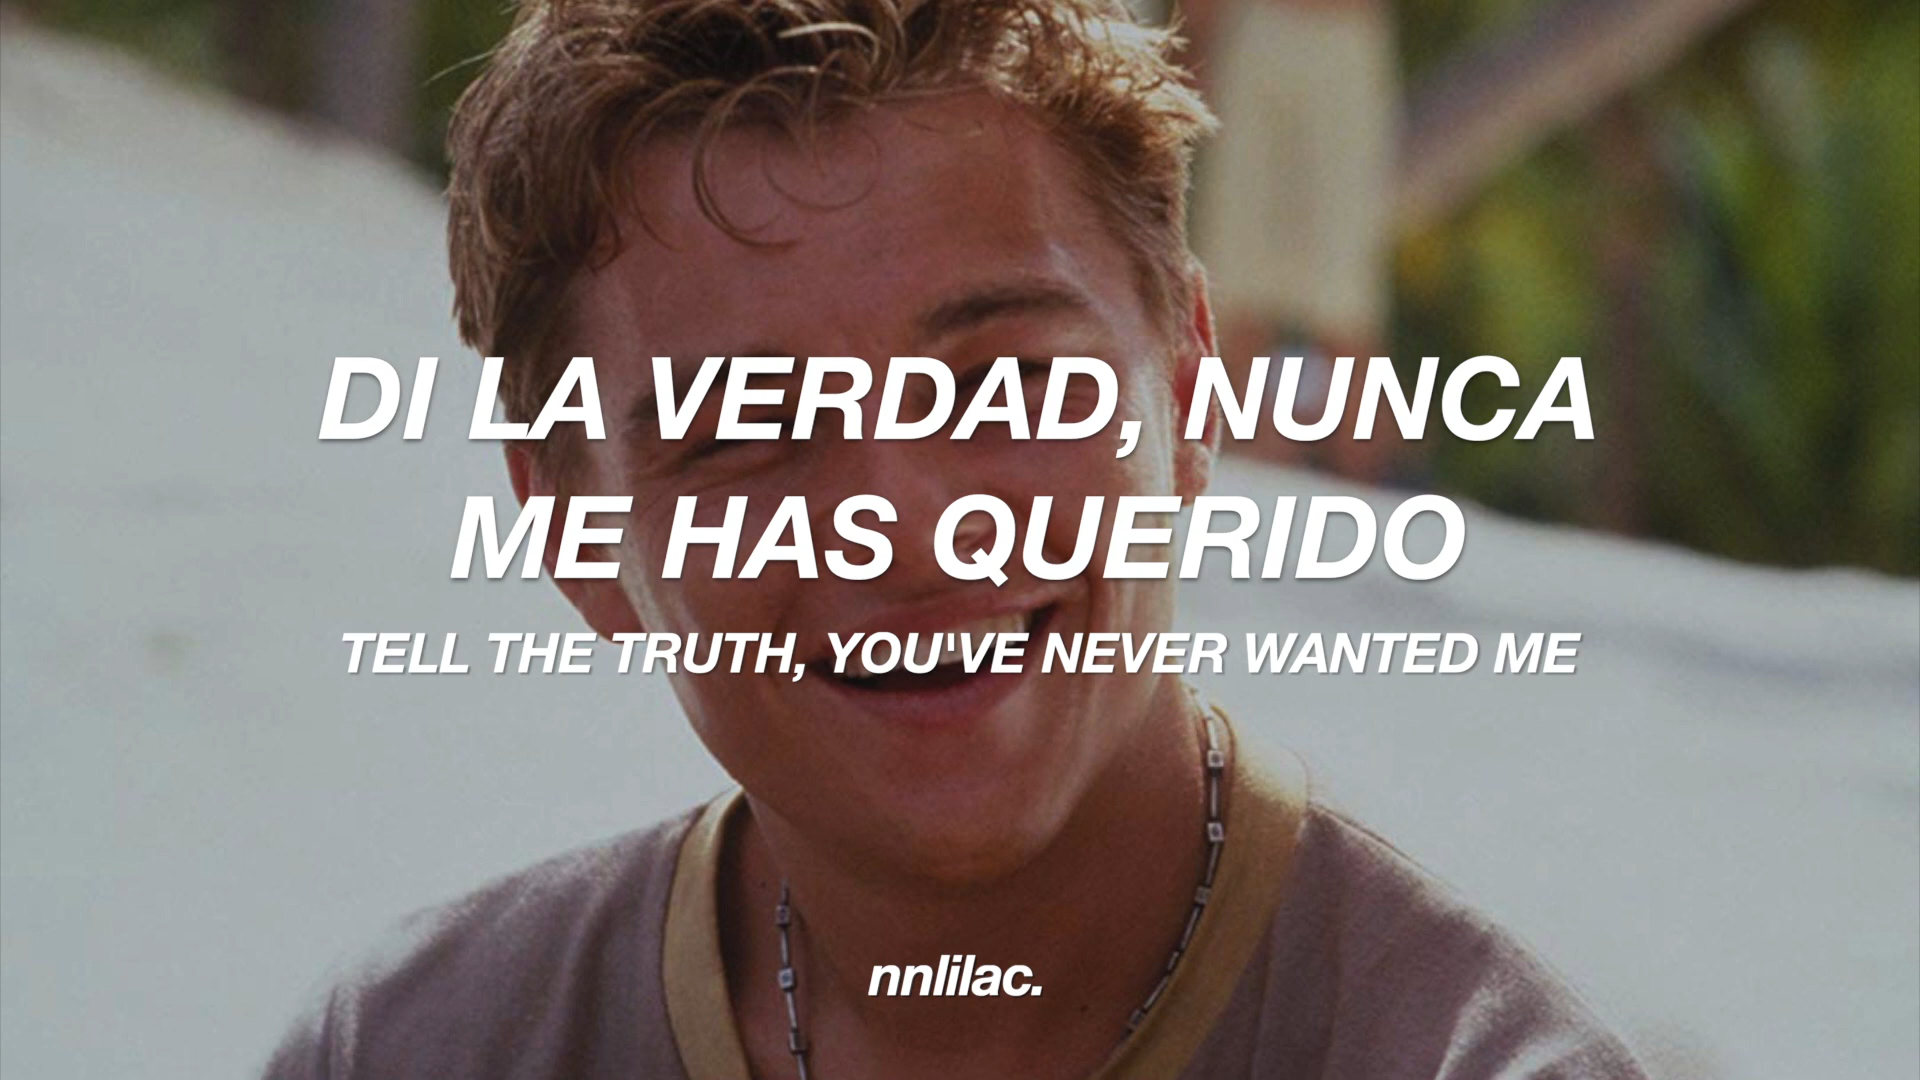 DI LA VERDAD, NUNCA
ME HAS QUERIDO
TELL THE TRUTH, YOU'VE NEVER WANTED ME
nnlilac.